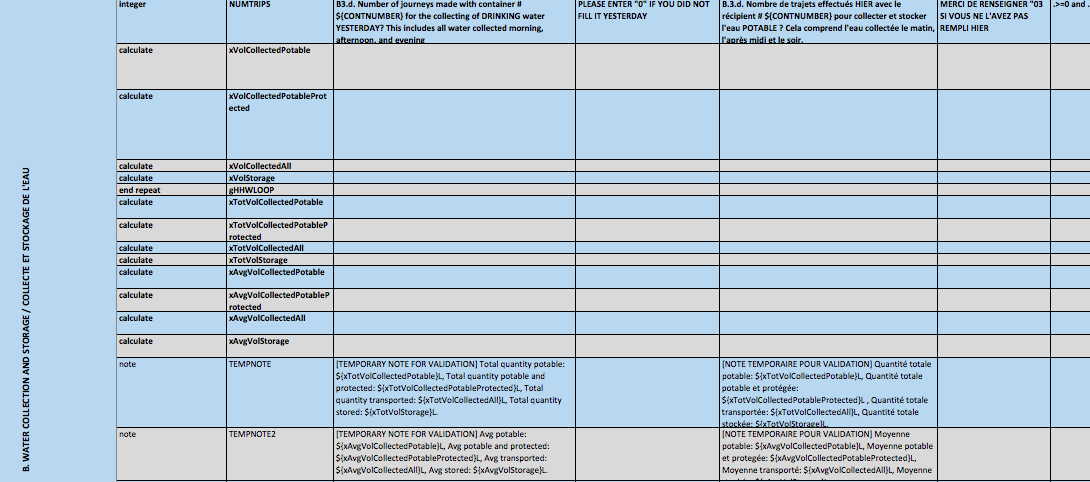 integer
NUMTRIPS
B3.d. Number of journeys made with container #
${CONTNUMBER} for the collecting of DRINKING water
YESTERDAY? This includes all water collected morning,
afternoon, and evening
PLEASE ENTER "0" IF YOU DID NOT
FILL IT YESTERDAY
B.3.d. Nombre de trajets effectués HIER avec le
récipient # ${CONTNUMBER} pour collecter et stocker
l'eau POTABLE ? Cela comprend l'eau collectée le matin,
l'après midi et le soir.
MERCI DE RENSEIGNER "03
SI VOUS NE L'AVEZ PAS
REMPLI HIER
.>=0 and .
calculate
xVolCollectedPotable
calculate
xVolCollectedPotableProt
ected
calculate
xVolCollectedAll
calculate
xVolStorage
end repeat
gHHWLOOP
calculate
xTotVolCollectedPotable
calculate
xTotVolCollectedPotableP
rotected
calculate
xTotVolCollectedAll
calculate
xTotVolStorage
calculate
xAvgVolCollectedPotable
calculate
xAvgVolCollectedPotableP
rotected
calculate
xAvgVolCollectedAll
calculate
xAvgVolStorage
note
TEMPNOTE
[TEMPORARY NOTE FOR VALIDATION] Total quantity potable:
${xTotVolCollectedPotable}L, Total quantity potable and
protected: ${xTotVolCollectedPotableProtected}L, Total
quantity transported: ${xTotVolCollectedAll}L, Total quantity
stored: ${xTotVolStorage}L.
[NOTE TEMPORAIRE POUR VALIDATION] Quantité totale
potable: ${xTotVolCollectedPotable}L, Quantité totale
potable et protégée:
${xTotVolCollectedPotableProtected}L , Quantité totale
transportée: ${xTotVolCollectedAll}L, Quantité totale
stockée: ${xTotVolStorage}L.
note
TEMPNOTE2
[TEMPORARY NOTE FOR VALIDATION] Avg potable:
${xAvgVolCollectedPotable}L, Avg potable and protected:
${xAvgVolCollectedPotableProtected}L, Avg transported:
${xAvgVolCollectedAll}L, Avg stored: ${xAvgVolStorage}L.
[NOTE TEMPORAIRE POUR VALIDATION] Moyenne
potable: ${xAvgVolCollectedPotable}L, Moyenne potable
et protegée: ${xAvgVolCollectedPotableProtected}L,
Moyenne transporté: ${xAvgVolCollectedAll}L, Moyenne
B. WATER COLLECTION AND STORAGE / COLLECTE ET STOCKAGE DE L'EAU